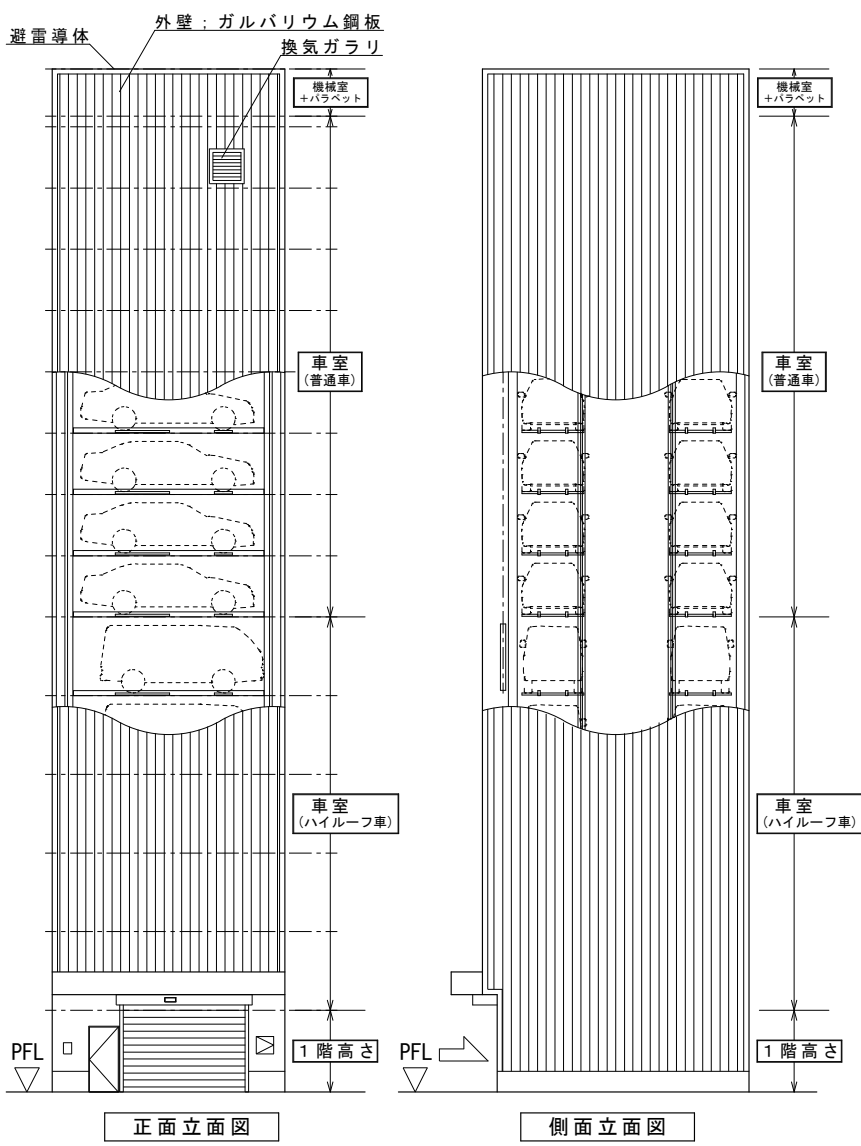 避雷導体
外壁；ガルバリウム鋼板
換気ガラリ
機械室
＋パラペット
機械室
＋パラペット
車室
(普通車)
車室
(普通車)
車室
(ハイルーフ車)
車室
(ハイルーフ車)
PFL
1階高さ
PFL
1階高さ
正面立面図
側面立面図